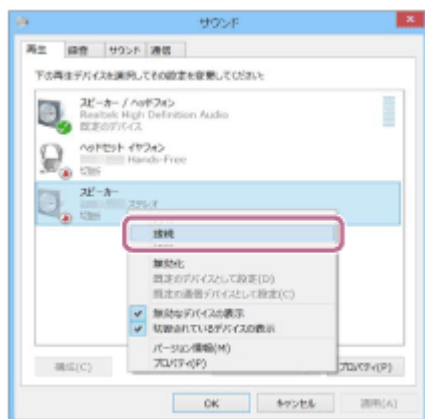 サウンド
再生 録音 サウンド 通信
下の再生デバイスを選択してその設定を変更してください:
スピーカー / ヘッドフォン
Realtek High Definition Audio
既定のデバイス
ヘッドセット イヤフォン
Hands-Free
切断
スピーカー
ステレオ
切断
接続
無効化
既定のデバイスとして設定(D)
既定の通信デバイスとして設定(C)
無効なデバイスの表示
切断されているデバイスの表示
バージョン情報(M)
プロパティ(P)
構成(C)
プロパティ(P)
OK キャンセル 適用(A)